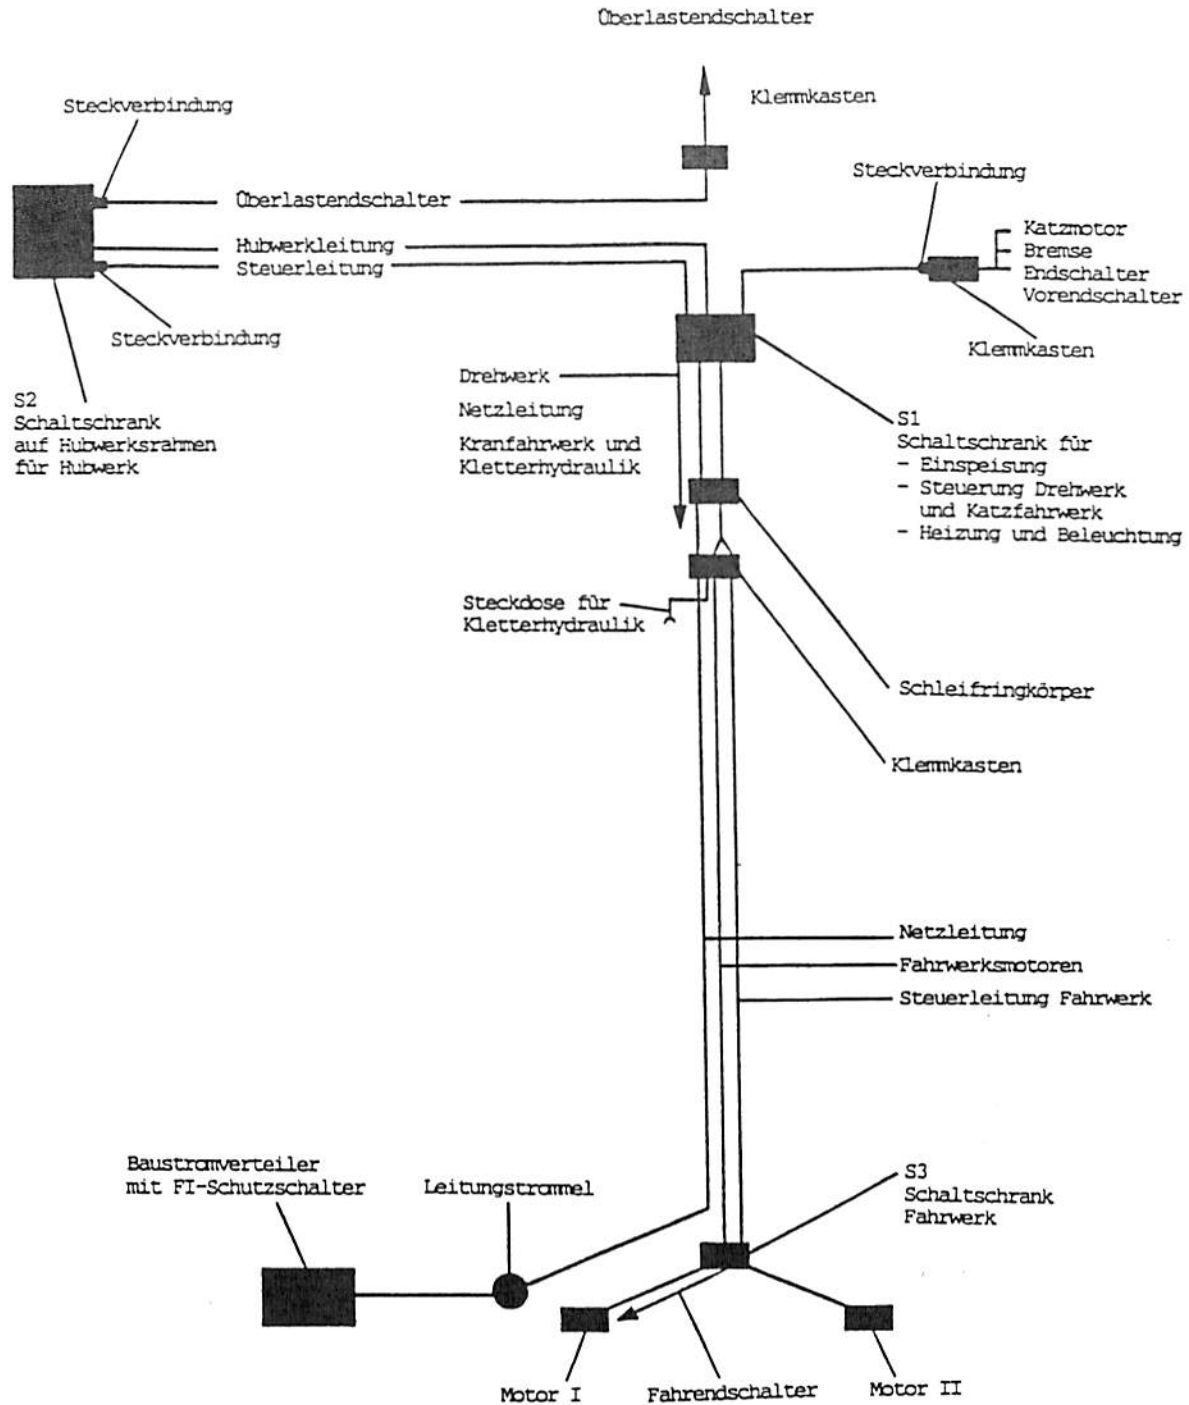 Überlastendschalter
Klemmkasten
Steckverbindung
Steckverbindung
Überlastendschalter
Hubwerkleitung
Steuerleitung
Katzmotor
Bremse
Endschalter
Vorendschalter
Steckverbindung
Klemmkasten
S2
Schaltschrank
auf Hubwerksrahmen
für Hubwerk
Drehwerk
Netzleitung
Kranfahrwerk und
Kletterhydraulik
S1
Schaltschrank für
- Einspeisung
- Steuerung Drehwerk
und Katzfahrwerk
- Heizung und Beleuchtung
Steckdose für
Kletterhydraulik
Schleifringkörper
Klemmkasten
Netzleitung
Fahrwerksmotoren
Steuerleitung Fahrwerk
Baustromverteiler
mit FI-Schutzschalter
Leitungstrommel
S3
Schaltschrank
Fahrwerk
Motor I
Fahrendschalter
Motor II